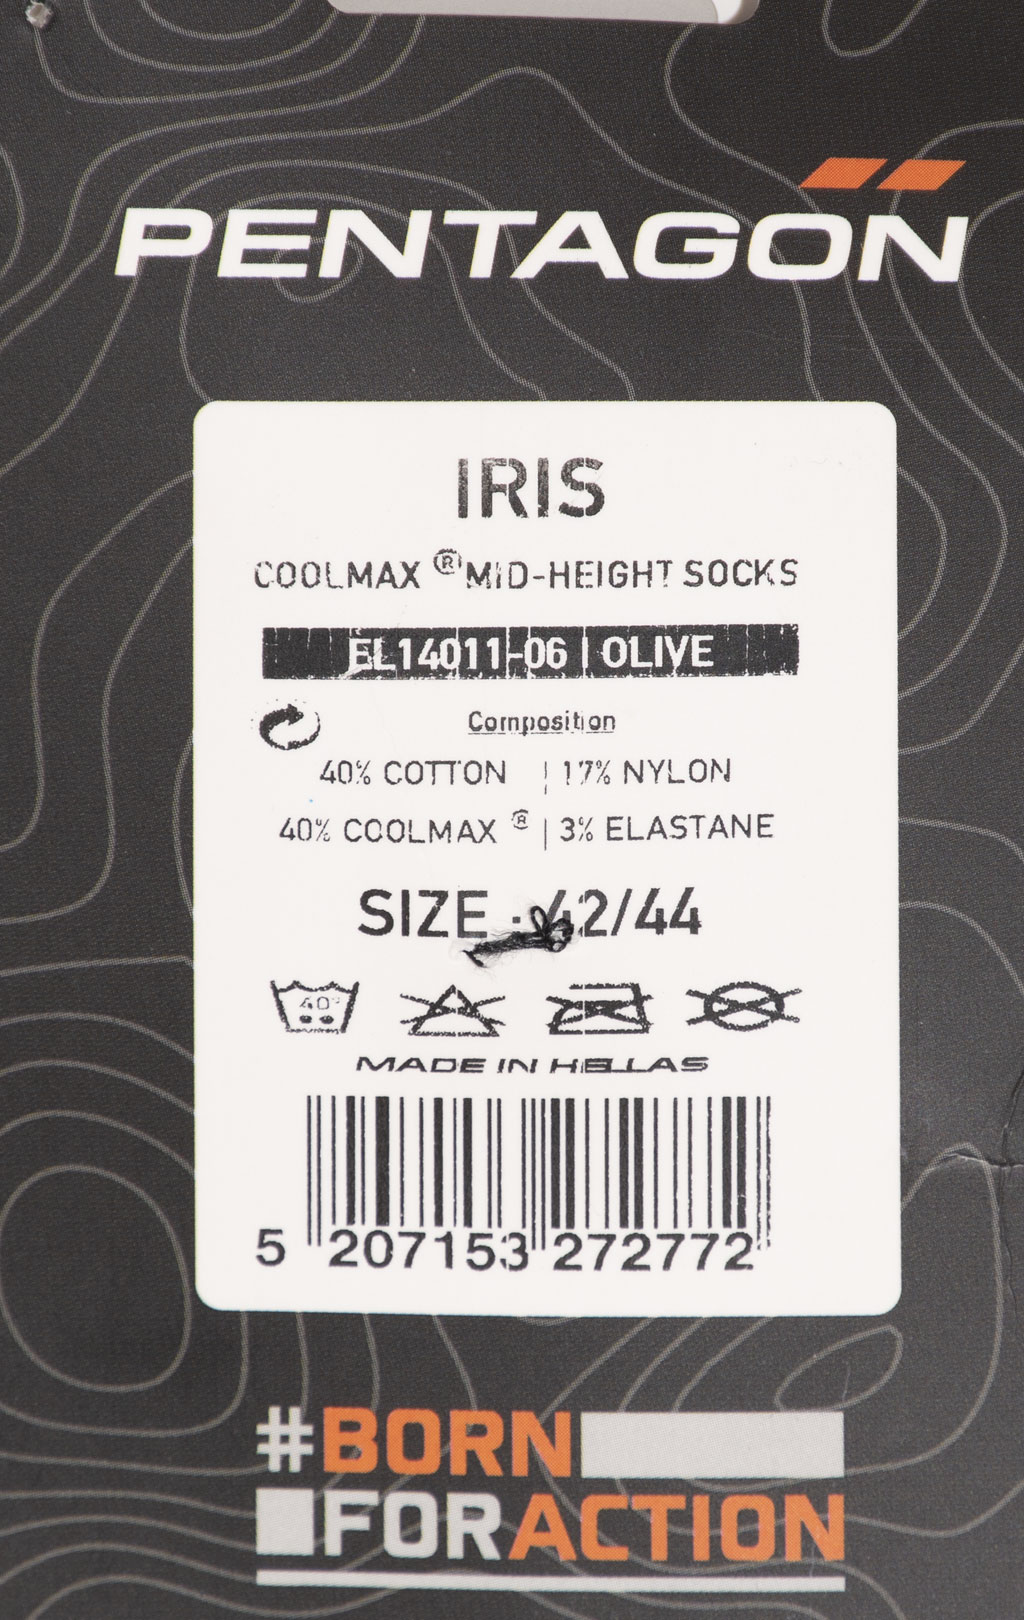 PENTAGON
IRIS
COOLMAX ® MID-HEIGHT SOCKS
EL14011-06 | OLIVE
Composition
40% COTTON | 17% NYLON
40% COOLMAX ® | 3% ELASTANE
SIZE : 42/44
40°
MADE IN HELLAS
5 207153 272772
#BORN
FORACTION